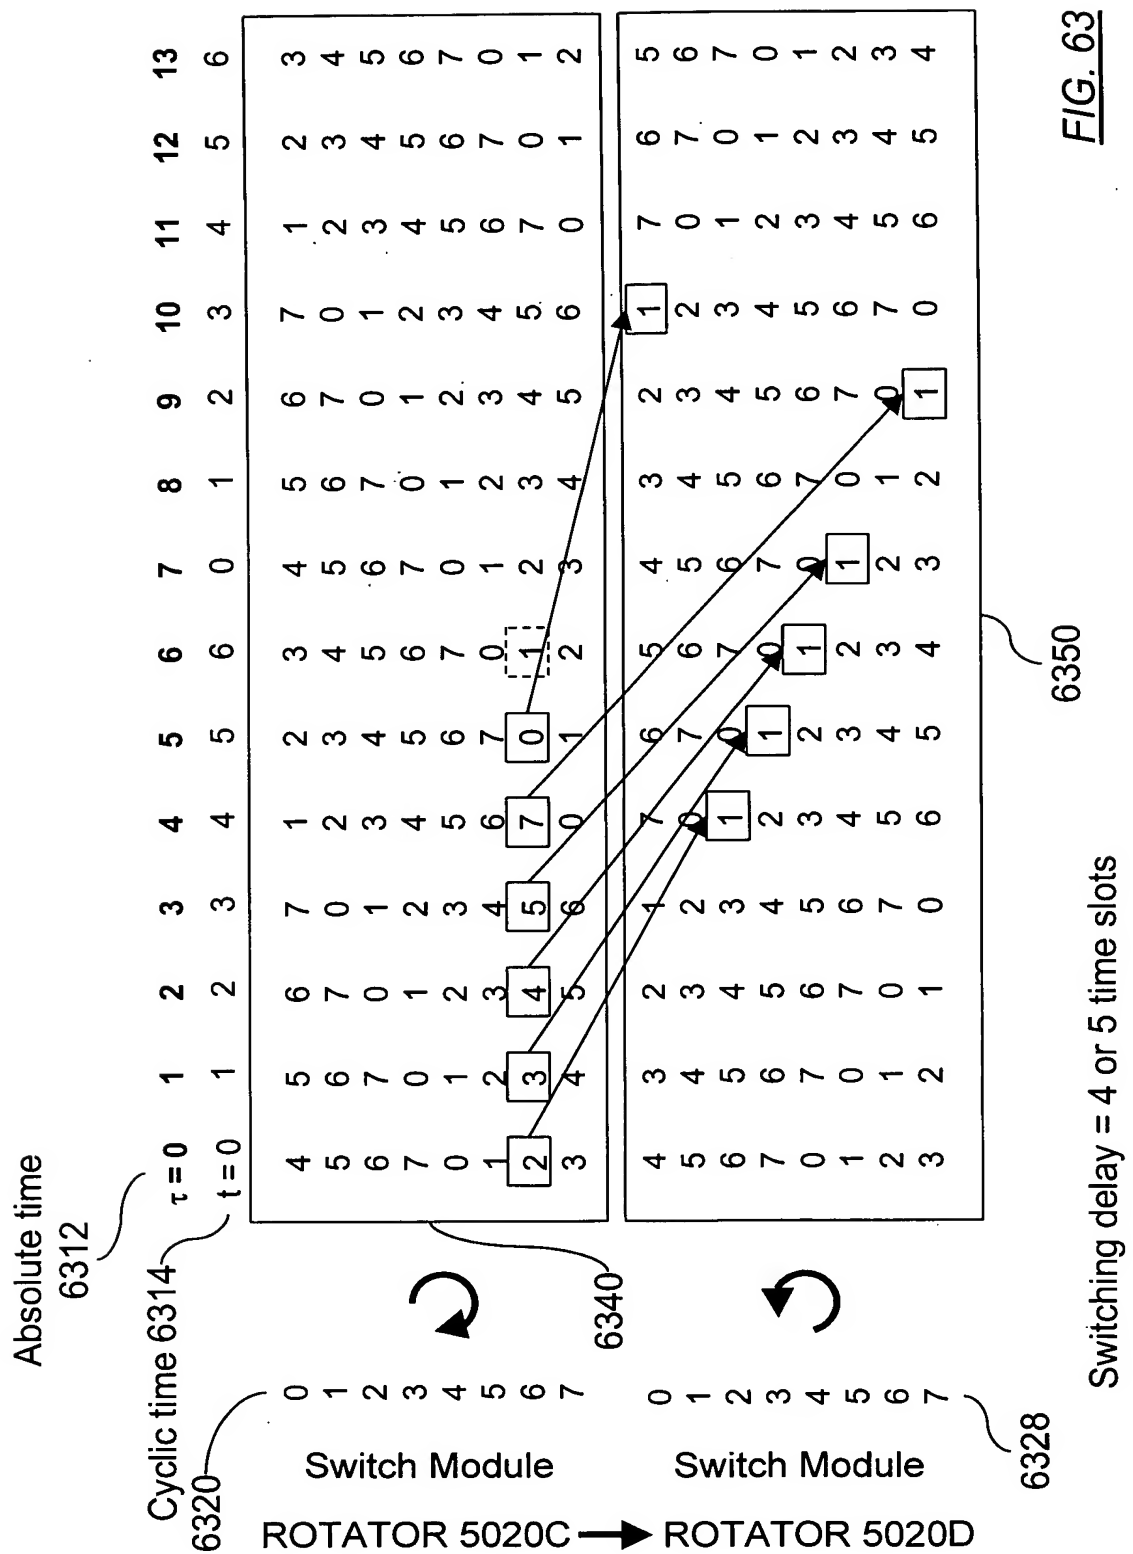 Absolute time
6312
τ = 0 1 2 3 4 5 6 7 8 9 10 11 12 13
Cyclic time 6314
t = 0 1 2 3 4 5 6 0 1 2 3 4 5 6
6320
ROTATOR 5020C
Switch Module
0 4 5 6 7 1 2 3 4 5 6 7 1 2 3
1 5 6 7 0 2 3 4 5 6 7 0 2 3 4
2 6 7 0 1 3 4 5 6 7 0 1 3 4 5
3 7 0 1 2 4 5 6 7 0 1 2 4 5 6
4 0 1 2 3 5 6 7 0 1 2 3 5 6 7
5 1 2 3 4 6 7 0 1 2 3 4 6 7 0
6 2 3 4 5 7 0 1 2 3 4 5 7 0 1
7 3 4 5 6 0 1 2 3 4 5 6 0 1 2
6340
ROTATOR 5020D
Switch Module
0 4 3 2 1 7 6 5 4 3 2 1 7 6 5
1 5 4 3 2 0 7 6 5 4 3 2 0 7 6
2 6 5 4 3 1 0 7 6 5 4 3 1 0 7
3 7 6 5 4 2 1 0 7 6 5 4 2 1 0
4 0 7 6 5 3 2 1 0 7 6 5 3 2 1
5 1 0 7 6 4 3 2 1 0 7 6 4 3 2
6 2 1 0 7 5 4 3 2 1 0 7 5 4 3
7 3 2 1 0 6 5 4 3 2 1 0 6 5 4
6328
6350
Switching delay = 4 or 5 time slots
FIG. 63